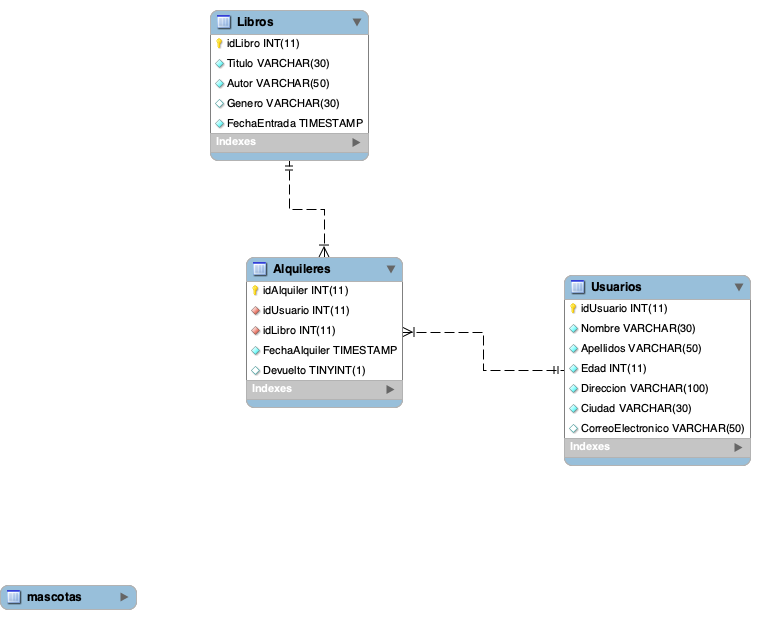 Libros
idLibro INT(11)
Titulo VARCHAR(30)
Autor VARCHAR(50)
Genero VARCHAR(30)
FechaEntrada TIMESTAMP
Indexes
Alquileres
idAlquiler INT(11)
idUsuario INT(11)
idLibro INT(11)
FechaAlquiler TIMESTAMP
Devuelto TINYINT(1)
Indexes
Usuarios
idUsuario INT(11)
Nombre VARCHAR(30)
Apellidos VARCHAR(50)
Edad INT(11)
Direccion VARCHAR(100)
Ciudad VARCHAR(30)
CorreoElectronico VARCHAR(50)
Indexes
mascotas